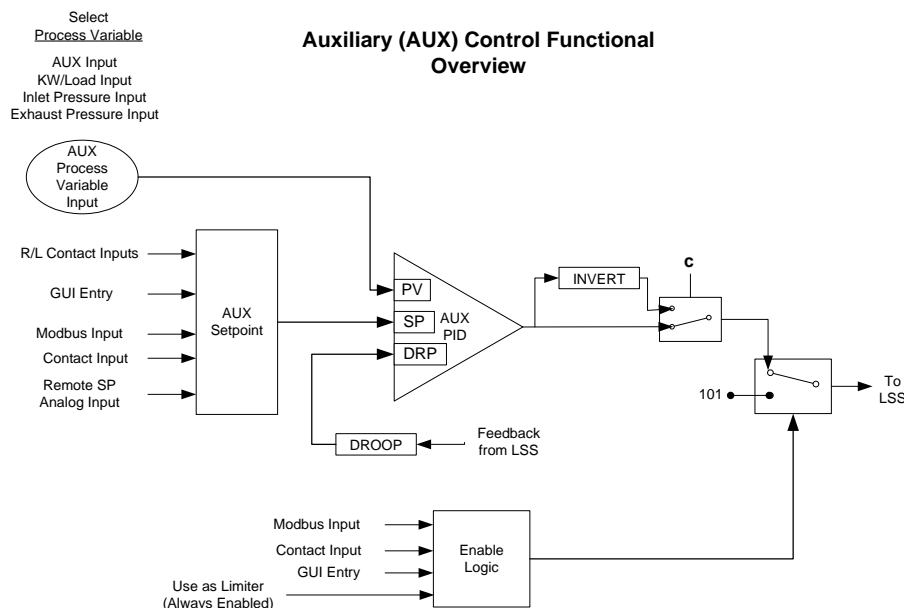 Select
Process Variable
AUX Input
KW/Load Input
Inlet Pressure Input
Exhaust Pressure Input
Auxiliary (AUX) Control Functional
Overview
AUX
Process
Variable
Input
R/L Contact Inputs
GUI Entry
Modbus Input
Contact Input
Remote SP
Analog Input
AUX
Setpoint
PV
SP
DRP
AUX
PID
INVERT
c
101
To
LSS
DROOP
Feedback
from LSS
Modbus Input
Contact Input
GUI Entry
Use as Limiter
(Always Enabled)
Enable
Logic